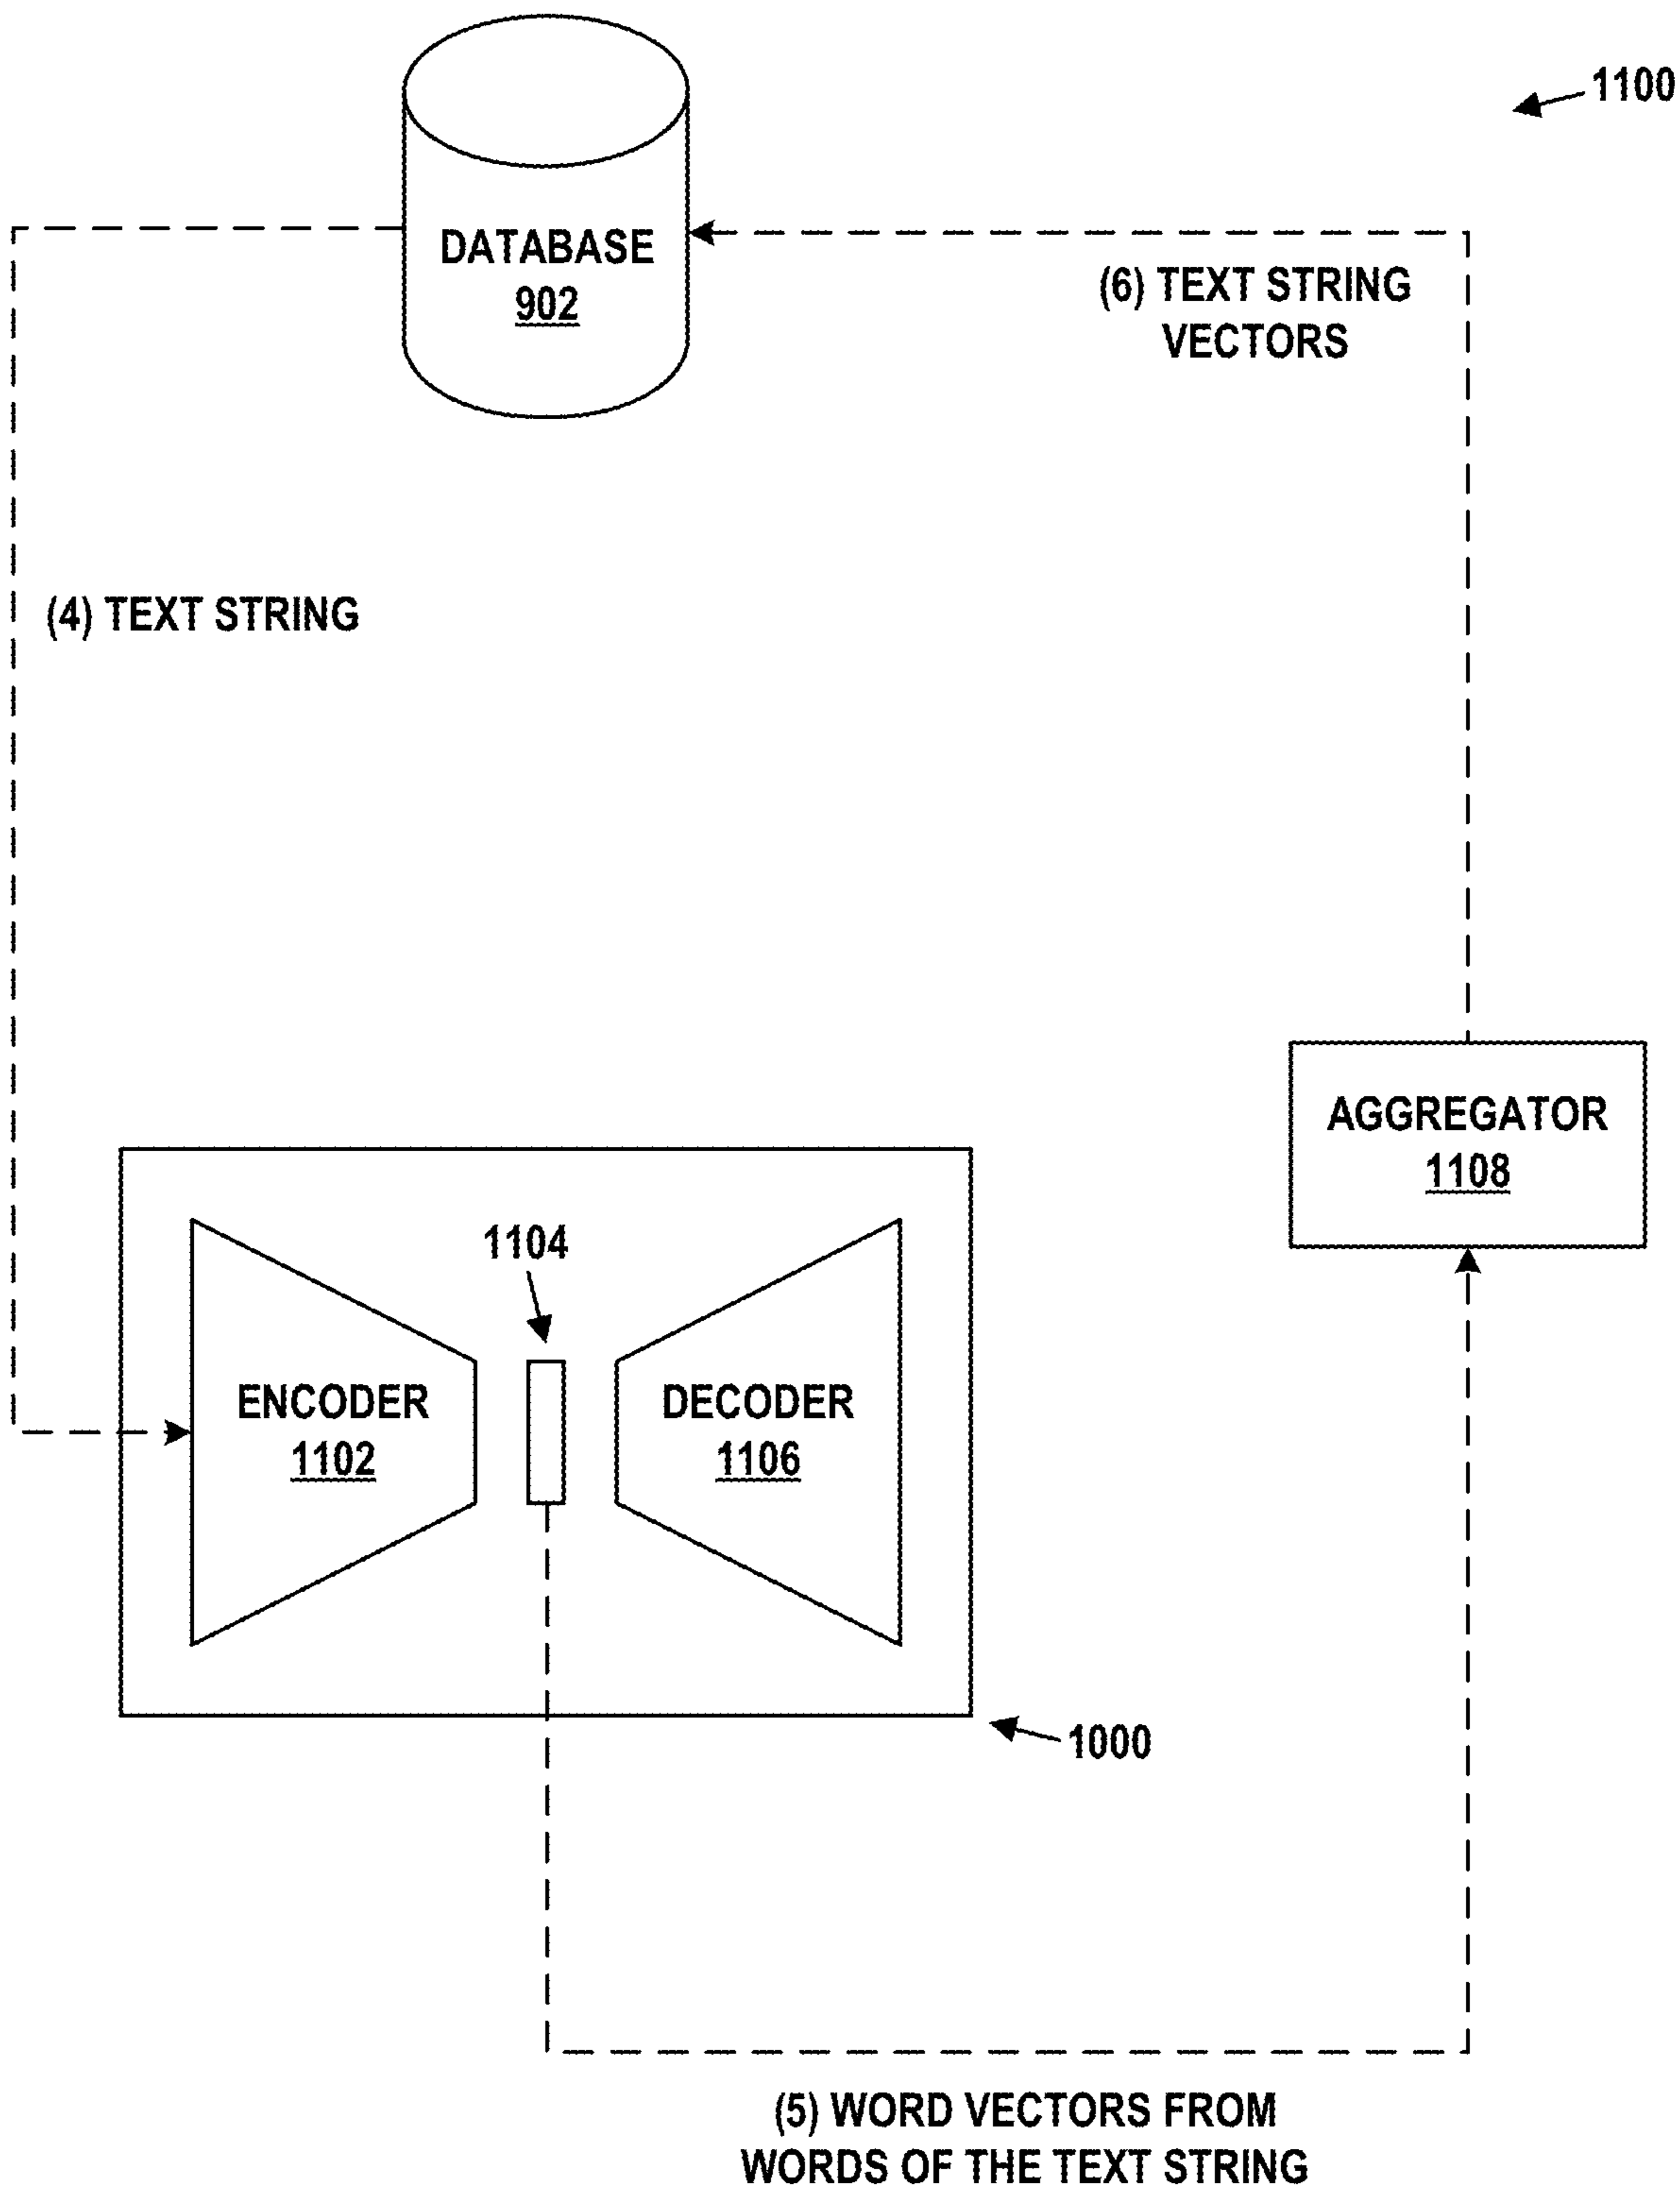 1100
DATABASE
902
(6) TEXT STRING
VECTORS
(4) TEXT STRING
AGGREGATOR
1108
1104
ENCODER
1102
DECODER
1106
1000
(5) WORD VECTORS FROM
WORDS OF THE TEXT STRING